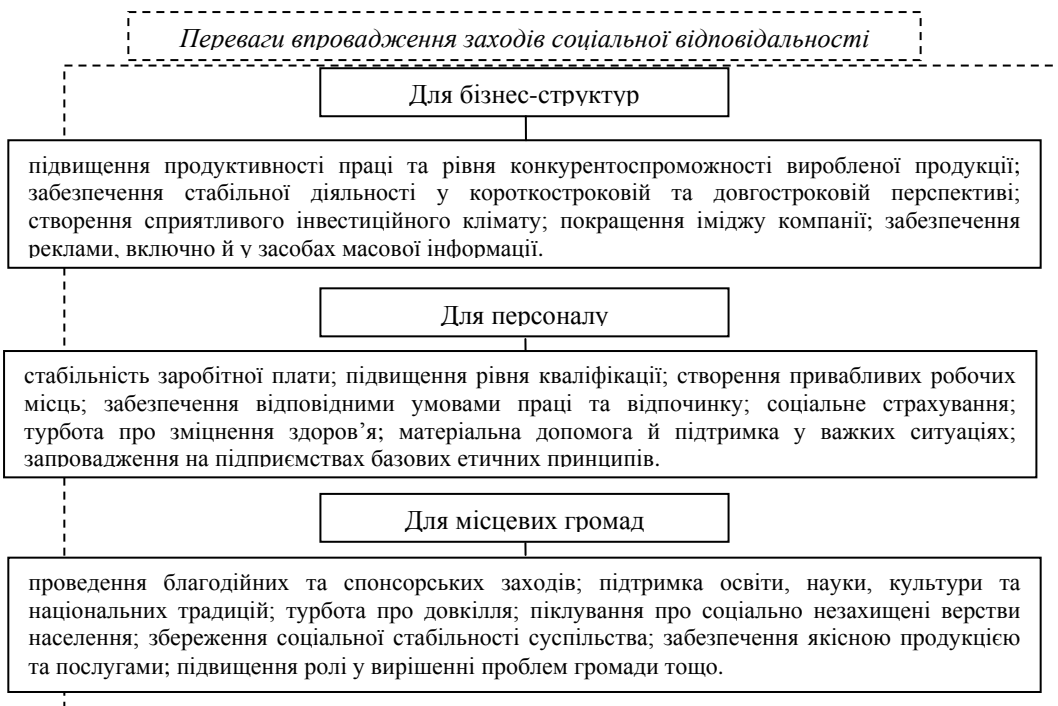 Переваги впровадження заходів соціальної відповідальності
Для бізнес-структур
підвищення продуктивності праці та рівня конкурентоспроможності виробленої продукції;
забезпечення стабільної діяльності у короткостроковій та довгостроковій перспективі;
створення сприятливого інвестиційного клімату; покращення іміджу компанії; забезпечення
реклами, включно й у засобах масової інформації.
Для персоналу
стабільність заробітної плати; підвищення рівня кваліфікації; створення привабливих робочих
місць; забезпечення відповідними умовами праці та відпочинку; соціальне страхування;
турбота про зміцнення здоров’я; матеріальна допомога й підтримка у важких ситуаціях;
запровадження на підприємствах базових етичних принципів.
Для місцевих громад
проведення благодійних та спонсорських заходів; підтримка освіти, науки, культури та
національних традицій; турбота про довкілля; піклування про соціально незахищені верстви
населення; збереження соціальної стабільності суспільства; забезпечення якісною продукцією
та послугами; підвищення ролі у вирішенні проблем громади тощо.